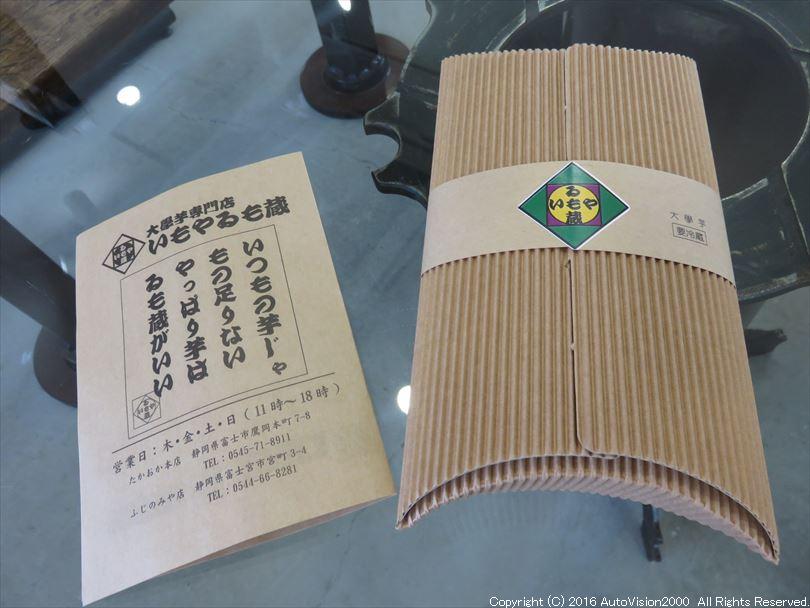 大學芋専門店
いもやるも蔵
いつもの芋じゃ
もの足りない
やっぱり芋は
るも蔵がいい
営業日：木・金・土・日（11時～18時）
たかおか本店 静岡県富士市鷹岡本町7-8
TEL：0545-71-8911
ふじのみや店 静岡県富士宮市宮町3-4
TEL：0544-66-8281
る
いもや
蔵
大學芋
要冷蔵
Copyright (C) 2016 AutoVision2000 All Rights Reserved